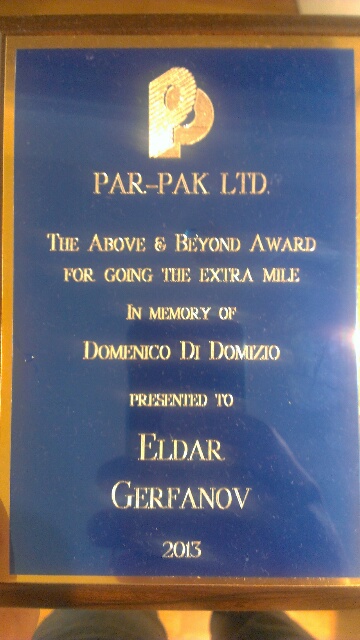 PAR-PAK LTD.
THE ABOVE & BEYOND AWARD
FOR GOING THE EXTRA MILE
IN MEMORY OF
DOMENICO DI DOMIZIO
PRESENTED TO
ELDAR
GERFANOV
2013